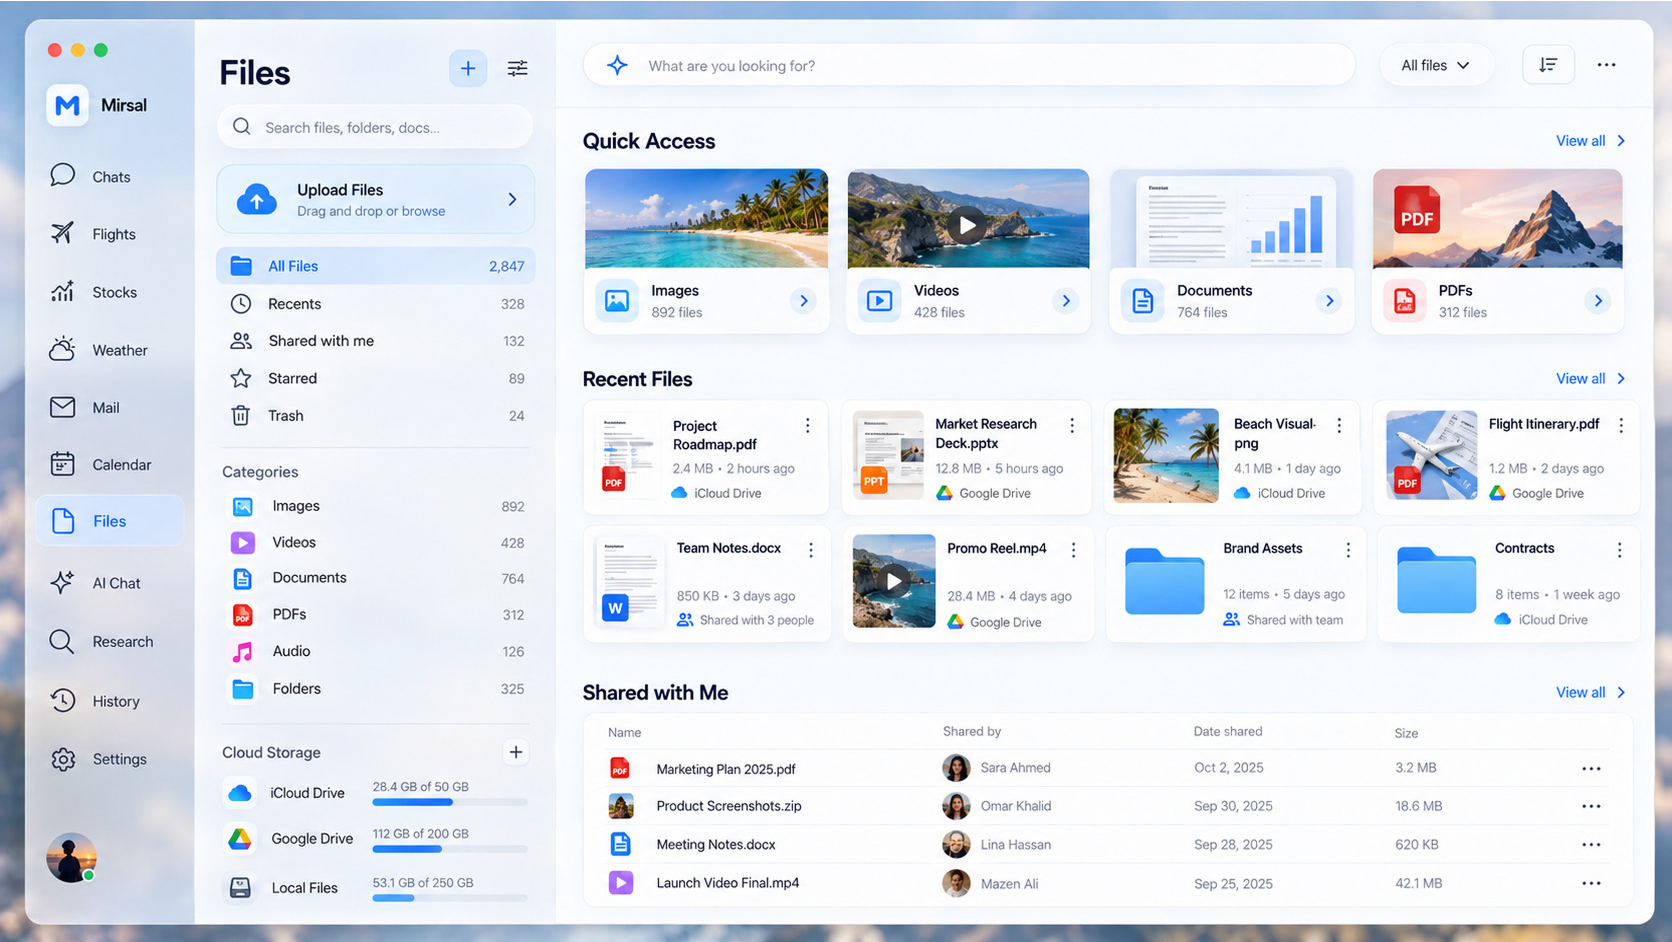 Mirsal
Chats
Flights
Stocks
Weather
Mail
Calendar
Files
AI Chat
Research
History
Settings
Files
Search files, folders, docs...
Upload Files
Drag and drop or browse
All Files 2,847
Recents 328
Shared with me 132
Starred 89
Trash 24
Categories
Images 892
Videos 428
Documents 764
PDFs 312
Audio 126
Folders 325
Cloud Storage
iCloud Drive 28.4 GB of 50 GB
Google Drive 112 GB of 200 GB
Local Files 53.1 GB of 250 GB
What are you looking for?
All files
Quick Access
View all
Images
892 files
Videos
428 files
Documents
764 files
PDF
PDFs
312 files
Recent Files
View all
PDF
Project
Roadmap.pdf
2.4 MB • 2 hours ago
iCloud Drive
PPT
Market Research
Deck.pptx
12.8 MB • 5 hours ago
Google Drive
Beach Visual-
png
4.1 MB • 1 day ago
iCloud Drive
PDF
Flight Itinerary.pdf
1.2 MB • 2 days ago
Google Drive
W
Team Notes.docx
850 KB • 3 days ago
Shared with 3 people
Promo Reel.mp4
28.4 MB • 4 days ago
Google Drive
Brand Assets
12 items • 5 days ago
Shared with team
Contracts
8 items • 1 week ago
iCloud Drive
Shared with Me
View all
Name Shared by Date shared Size
PDF Marketing Plan 2025.pdf Sara Ahmed Oct 2, 2025 3.2 MB
Product Screenshots.zip Omar Khalid Sep 30, 2025 18.6 MB
Meeting Notes.docx Lina Hassan Sep 28, 2025 620 KB
Launch Video Final.mp4 Mazen Ali Sep 25, 2025 42.1 MB